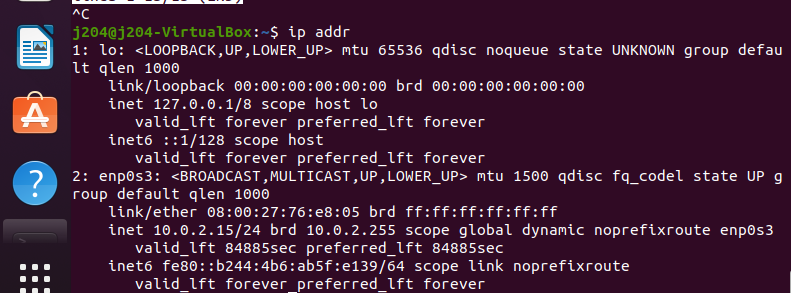 ^C
j204@j204-VirtualBox:~$ ip addr
1: lo: <LOOPBACK,UP,LOWER_UP> mtu 65536 qdisc noqueue state UNKNOWN group defau
lt qlen 1000
    link/loopback 00:00:00:00:00:00 brd 00:00:00:00:00:00
    inet 127.0.0.1/8 scope host lo
       valid_lft forever preferred_lft forever
    inet6 ::1/128 scope host
       valid_lft forever preferred_lft forever
2: enp0s3: <BROADCAST,MULTICAST,UP,LOWER_UP> mtu 1500 qdisc fq_codel state UP g
roup default qlen 1000
    link/ether 08:00:27:76:e8:05 brd ff:ff:ff:ff:ff:ff
    inet 10.0.2.15/24 brd 10.0.2.255 scope global dynamic noprefixroute enp0s3
       valid_lft 84885sec preferred_lft 84885sec
    inet6 fe80::b244:4b6:ab5f:e139/64 scope link noprefixroute
       valid_lft forever preferred_lft forever